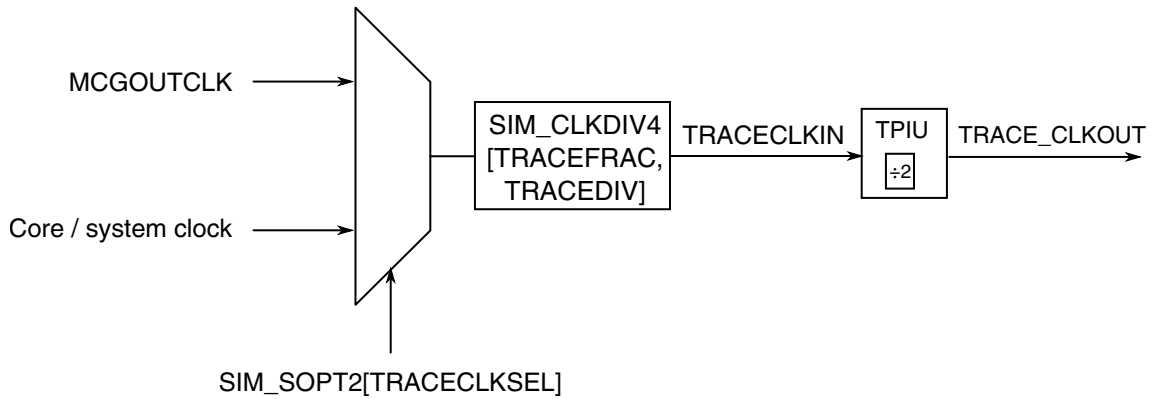 MCGOUTCLK
Core / system clock
SIM_SOPT2[TRACECLKSEL]
SIM_CLKDIV4
[TRACEFRAC,
TRACEDIV]
TRACECLKIN
TPIU
÷2
TRACE_CLKOUT